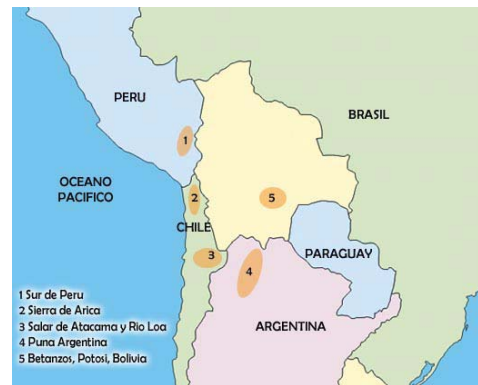 PERU
BRASIL
1
OCEANO
PACIFICO
2
5
CHILE
PARAGUAY
3
4
1 Sur de Peru
2 Sierra de Arica
3 Salar de Atacama y Rio Loa
4 Puna Argentina
5 Betanzos, Potosi, Bolivia
ARGENTINA